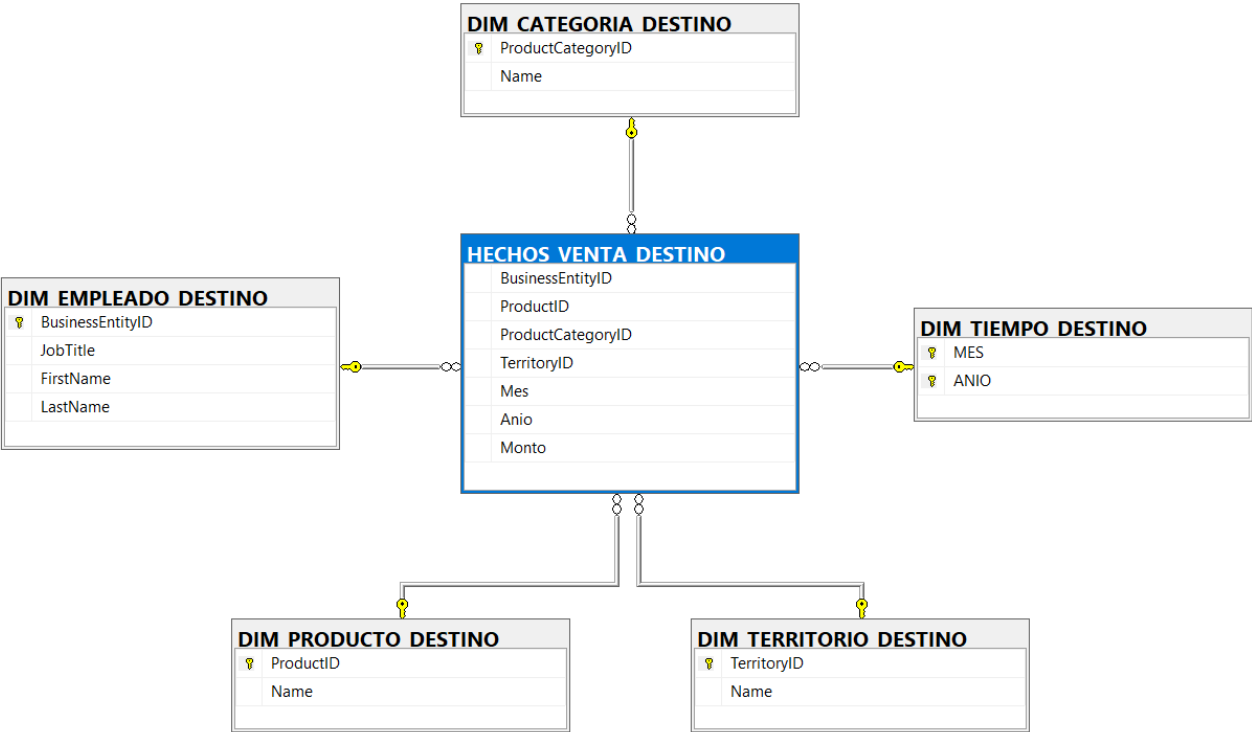 DIM_CATEGORIA_DESTINO
ProductCategoryID
Name
HECHOS_VENTA_DESTINO
BusinessEntityID
ProductID
ProductCategoryID
TerritoryID
Mes
Anio
Monto
DIM_EMPLEADO_DESTINO
BusinessEntityID
JobTitle
FirstName
LastName
DIM_TIEMPO_DESTINO
MES
ANIO
DIM_PRODUCTO_DESTINO
ProductID
Name
DIM_TERRITORIO_DESTINO
TerritoryID
Name